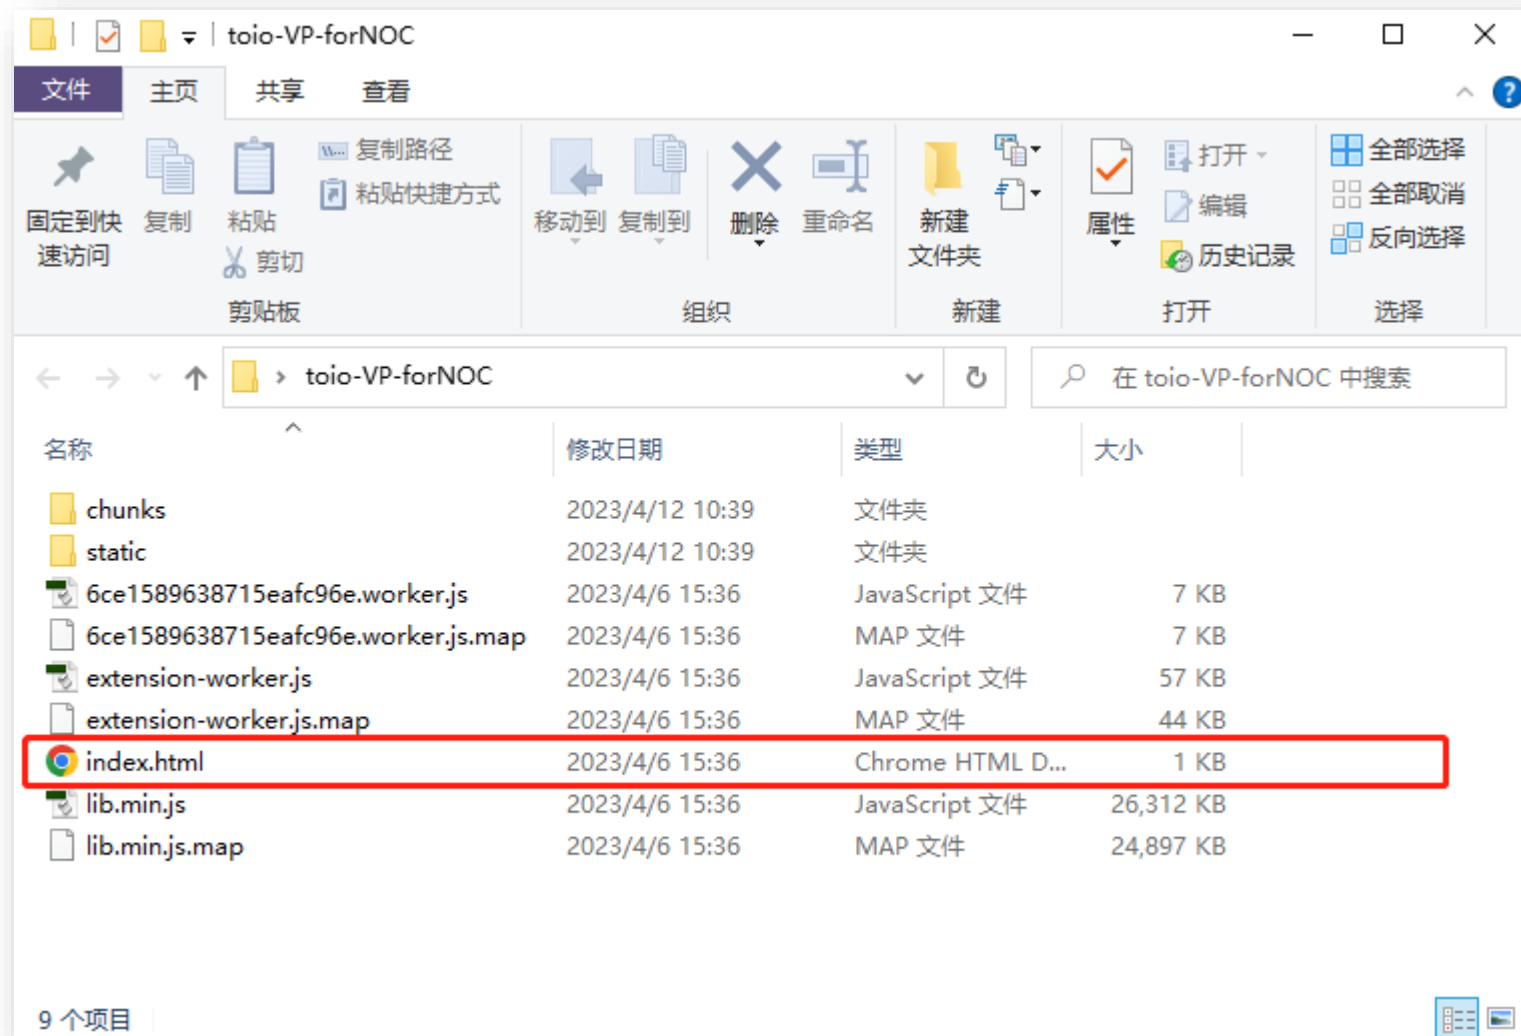 toio-VP-forNOC
文件 主页 共享 查看
固定到快
速访问
复制
粘贴
复制路径
粘贴快捷方式
剪切
剪贴板
移动到 复制到 删除 重命名
组织
新建
文件夹
新建
属性
打开
编辑
历史记录
打开
全部选择
全部取消
反向选择
选择
toio-VP-forNOC
在 toio-VP-forNOC 中搜索
名称 修改日期 类型 大小
chunks 2023/4/12 10:39 文件夹
static 2023/4/12 10:39 文件夹
6ce1589638715eafc96e.worker.js 2023/4/6 15:36 JavaScript 文件 7 KB
6ce1589638715eafc96e.worker.js.map 2023/4/6 15:36 MAP 文件 7 KB
extension-worker.js 2023/4/6 15:36 JavaScript 文件 57 KB
extension-worker.js.map 2023/4/6 15:36 MAP 文件 44 KB
index.html 2023/4/6 15:36 Chrome HTML D... 1 KB
lib.min.js 2023/4/6 15:36 JavaScript 文件 26,312 KB
lib.min.js.map 2023/4/6 15:36 MAP 文件 24,897 KB
9 个项目